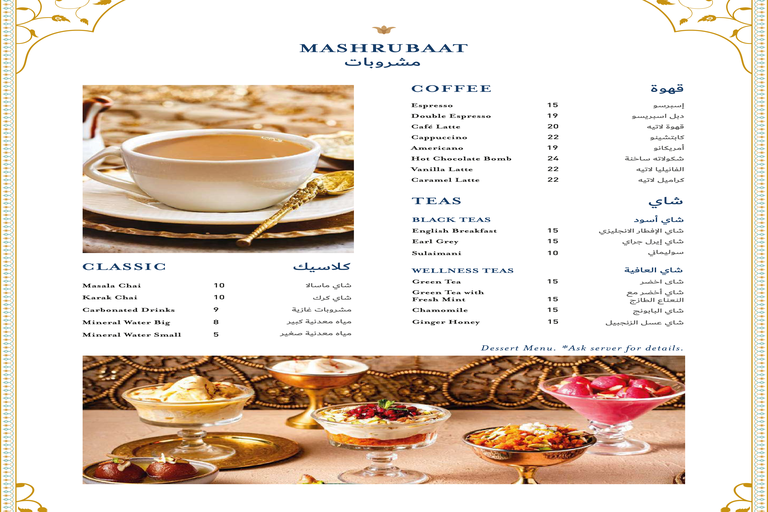 MASHRUBAAT
مشروبات
COFFEE قهوة
Espresso 15 إسبرسو
Double Espresso 19 دبل اسبريسو
Café Latte 20 قهوة لاتيه
Cappuccino 22 كابتشينو
Americano 19 أمريكانو
Hot Chocolate Bomb 24 شكولاته ساخنة
Vanilla Latte 22 الفانيليا لاتيه
Caramel Latte 22 كراميل لاتيه
TEAS شاي
BLACK TEAS شاي أسود
English Breakfast 15 شاي الإفطار الانجليزي
Earl Grey 15 شاي إيرل جراي
Sulaimani 10 سوليماني
WELLNESS TEAS شاي العافية
Green Tea 15 شاى اخضر
Green Tea with شاي أخضر مع
Fresh Mint 15 النعناع الطازج
Chamomile 15 شاي البابونج
Ginger Honey 15 شاي عسل الزنجبيل
CLASSIC كلاسيك
Masala Chai 10 شاي ماسالا
Karak Chai 10 شاي كرك
Carbonated Drinks 9 مشروبات غازية
Mineral Water Big 8 مياه معدنية كبير
Mineral Water Small 5 مياه معدنية صغير
Dessert Menu. *Ask server for details.